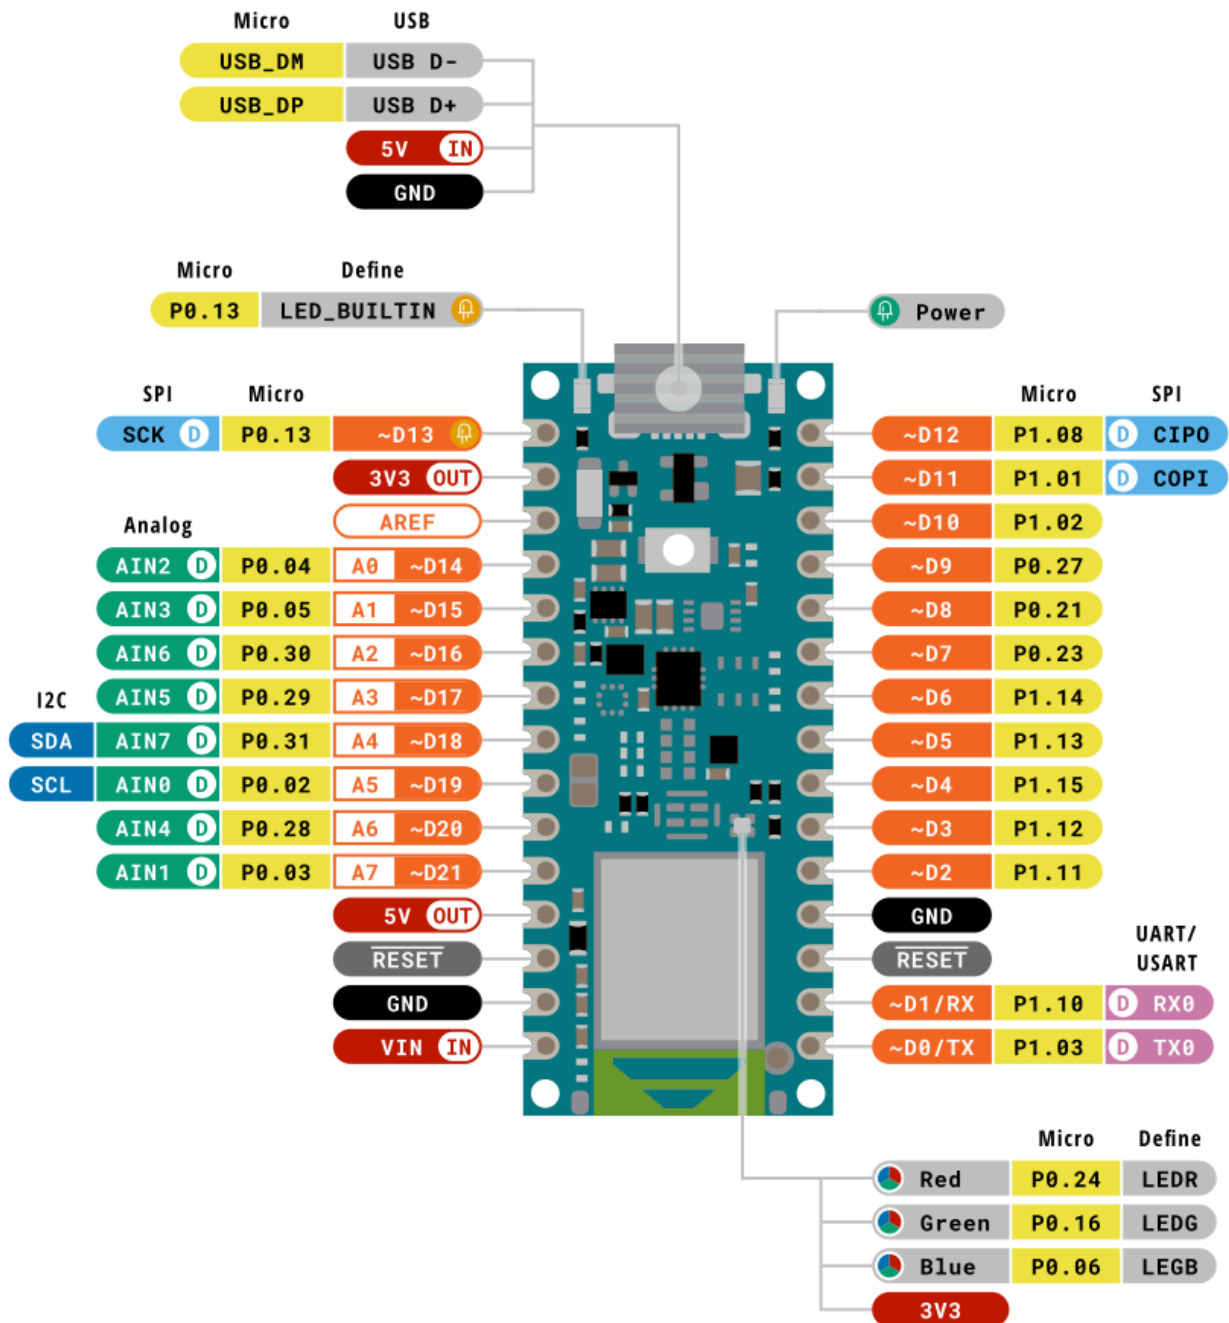 Micro USB
USB_DM USB D-
USB_DP USB D+
5V IN
GND
Micro Define
P0.13 LED_BUILTIN
Power
SPI Micro
SCK D P0.13 ~D13
3V3 OUT
AREF
Analog
AIN2 D P0.04 A0 ~D14
AIN3 D P0.05 A1 ~D15
AIN6 D P0.30 A2 ~D16
I2C
AIN5 D P0.29 A3 ~D17
SDA AIN7 D P0.31 A4 ~D18
SCL AIN0 D P0.02 A5 ~D19
AIN4 D P0.28 A6 ~D20
AIN1 D P0.03 A7 ~D21
5V OUT
RESET
GND
VIN IN
Micro SPI
~D12 P1.08 D CIPO
~D11 P1.01 D COPI
~D10 P1.02
~D9 P0.27
~D8 P0.21
~D7 P0.23
~D6 P1.14
~D5 P1.13
~D4 P1.15
~D3 P1.12
~D2 P1.11
GND
UART/
USART
RESET
~D1/RX P1.10 D RX0
~D0/TX P1.03 D TX0
Micro Define
Red P0.24 LEDR
Green P0.16 LEDG
Blue P0.06 LEGB
3V3